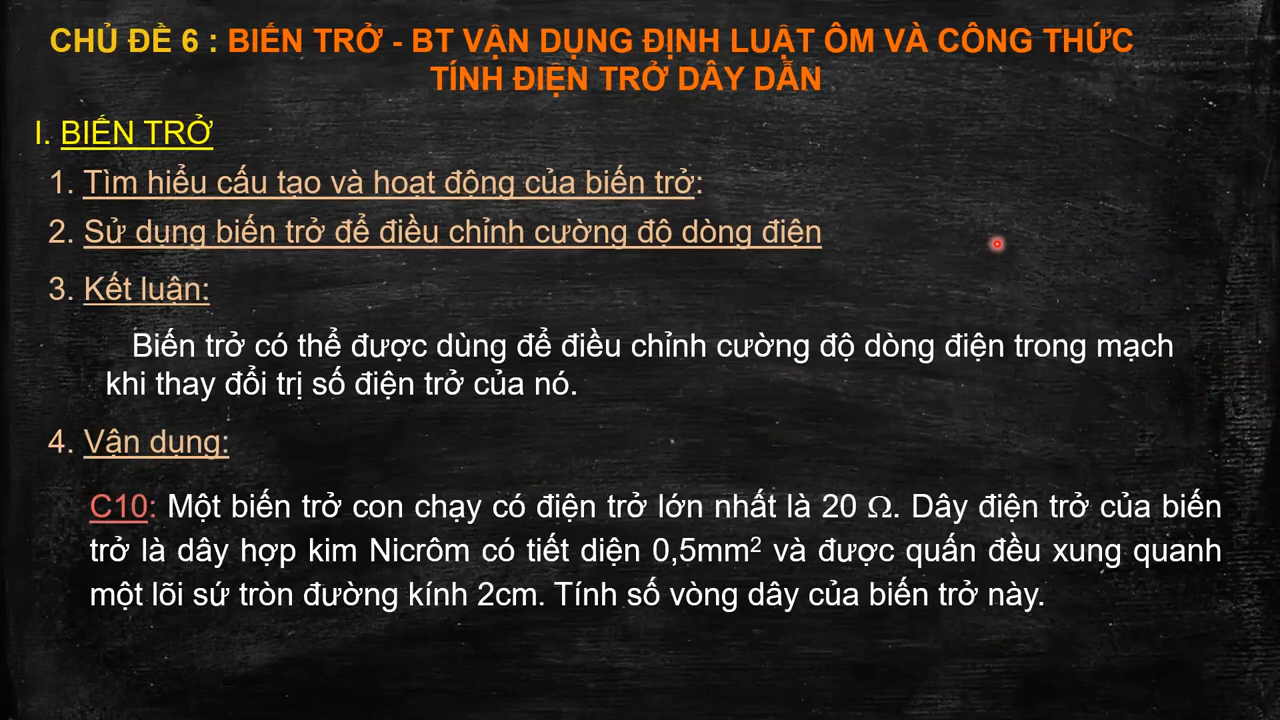 CHỦ ĐỀ 6 : BIẾN TRỞ - BT VẬN DỤNG ĐỊNH LUẬT ÔM VÀ CÔNG THỨC
TÍNH ĐIỆN TRỞ DÂY DẪN
I. BIẾN TRỞ
1. Tìm hiểu cấu tạo và hoạt động của biến trở:
2. Sử dụng biến trở để điều chỉnh cường độ dòng điện
3. Kết luận:
Biến trở có thể được dùng để điều chỉnh cường độ dòng điện trong mạch
khi thay đổi trị số điện trở của nó.
4. Vận dụng:
C10: Một biến trở con chạy có điện trở lớn nhất là 20 Ω. Dây điện trở của biến
trở là dây hợp kim Nicrôm có tiết diện 0,5mm² và được quấn đều xung quanh
một lõi sứ tròn đường kính 2cm. Tính số vòng dây của biến trở này.